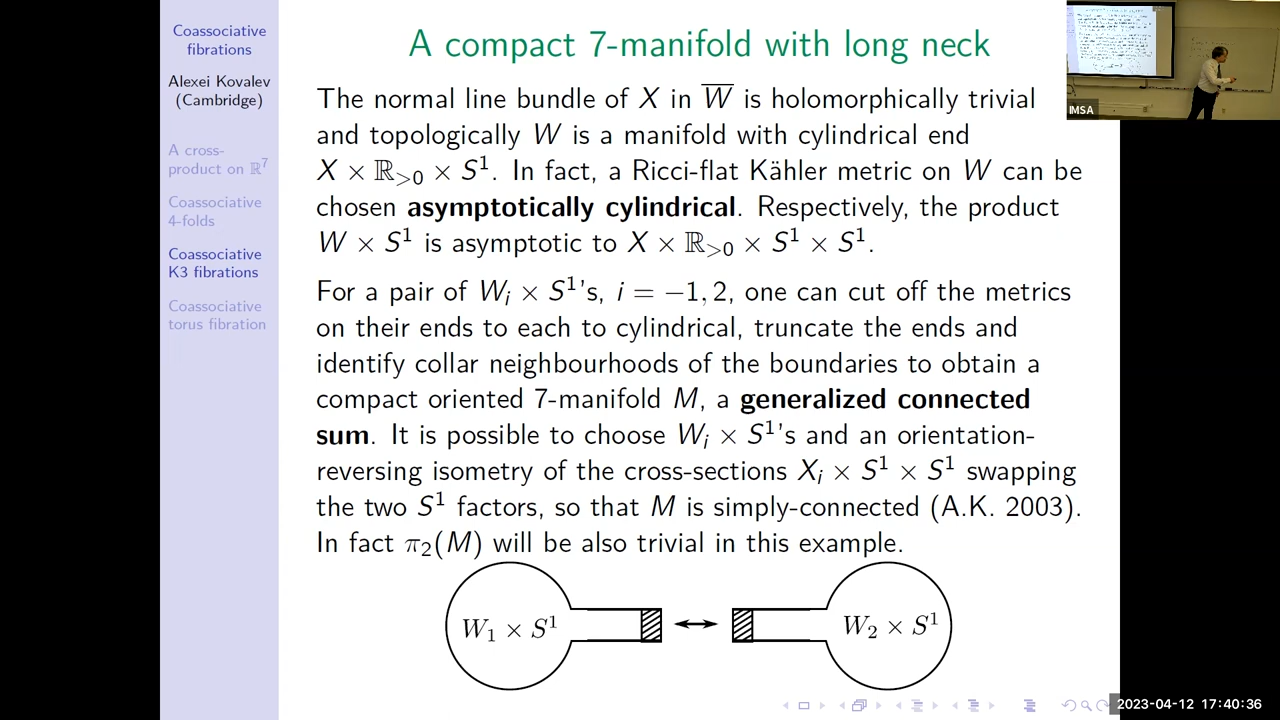 Coassociative
fibrations
Alexei Kovalev
(Cambridge)
A cross-
product on ℝ⁷
Coassociative
4-folds
Coassociative
K3 fibrations
Coassociative
torus fibration
A compact 7-manifold with long neck
The normal line bundle of X in W̅ is holomorphically trivial
and topologically W is a manifold with cylindrical end
X × ℝ>0 × S¹. In fact, a Ricci-flat Kähler metric on W can be
chosen asymptotically cylindrical. Respectively, the product
W × S¹ is asymptotic to X × ℝ>0 × S¹ × S¹.
For a pair of Wᵢ × S¹'s, i = −1, 2, one can cut off the metrics
on their ends to each to cylindrical, truncate the ends and
identify collar neighbourhoods of the boundaries to obtain a
compact oriented 7-manifold M, a generalized connected
sum. It is possible to choose Wᵢ × S¹'s and an orientation-
reversing isometry of the cross-sections Xᵢ × S¹ × S¹ swapping
the two S¹ factors, so that M is simply-connected (A.K. 2003).
In fact π₂(M) will be also trivial in this example.
W₁ × S¹
W₂ × S¹
IMSA
2023-04-12 17:40:36